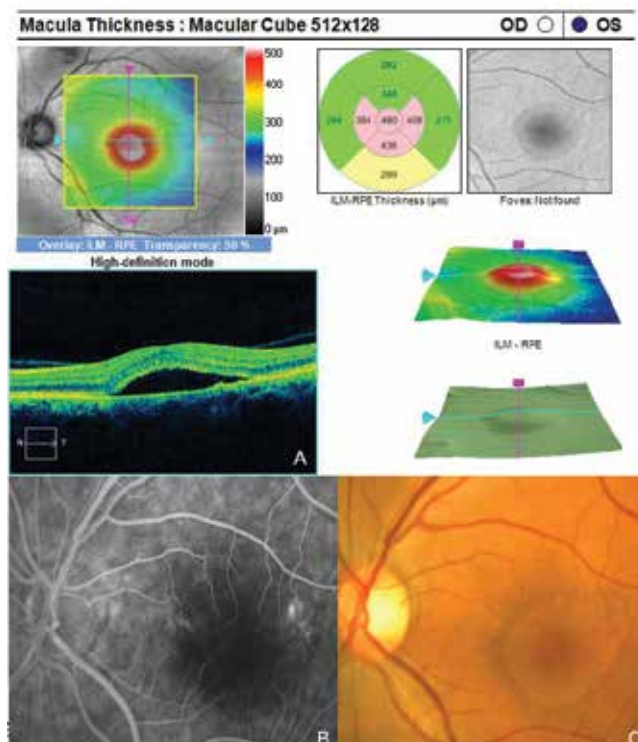 Macula Thickness : Macular Cube 512x128 OD OS
500
400
300
200
100
0 µm
Overlay: ILM - RPE Transparency: 50 %
ILM-RPE Thickness (µm)
Fovea: Not found
High-definition mode
ILM - RPE
N T
A
B
C